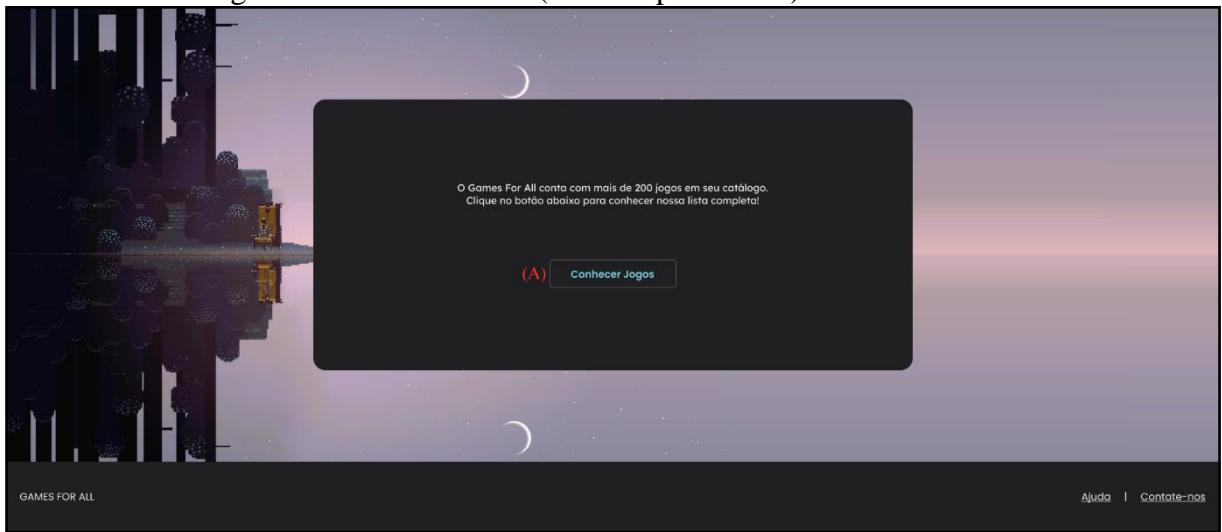 O Games For All conta com mais de 200 jogos em seu catálogo.
Clique no botão abaixo para conhecer nossa lista completa!
(A) Conhecer Jogos
GAMES FOR ALL
Ajuda | Contate-nos